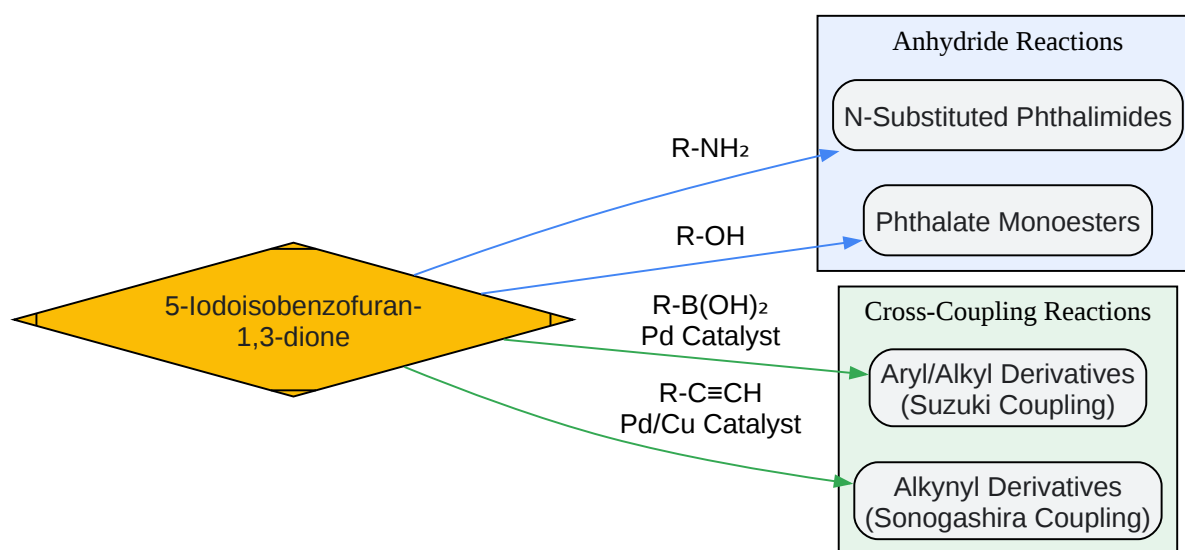 Anhydride Reactions
N-Substituted Phthalimides
R-NH₂
Phthalate Monoesters
R-OH
5-Iodoisobenzofuran-
1,3-dione
R-B(OH)₂
Pd Catalyst
Cross-Coupling Reactions
Aryl/Alkyl Derivatives
(Suzuki Coupling)
R-C≡CH
Pd/Cu Catalyst
Alkynyl Derivatives
(Sonogashira Coupling)